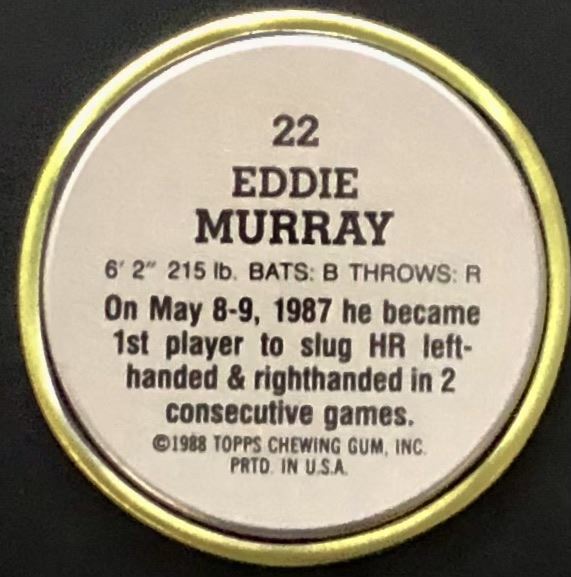 22
EDDIE
MURRAY
6' 2" 215 lb. BATS: B THROWS: R
On May 8-9, 1987 he became
1st player to slug HR left-
handed & righthanded in 2
consecutive games.
©1988 TOPPS CHEWING GUM, INC.
PRTD. IN U.S.A.